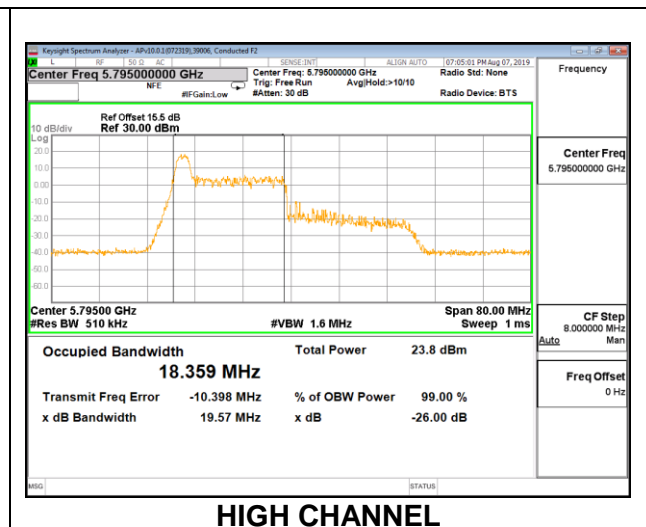 Keysight Spectrum Analyzer - APv10.0.1(072319),39006, Conducted F2
L RF 50 Ω AC SENSE:INT ALIGN AUTO 07:05:01 PM Aug 07, 2019
Center Freq 5.795000000 GHz Center Freq: 5.795000000 GHz Radio Std: None Frequency
NFE Trig: Free Run Avg|Hold:>10/10
#IFGain:Low #Atten: 30 dB Radio Device: BTS
Ref Offset 15.5 dB
10 dB/div Ref 30.00 dBm
Log
20.0
10.0
0.00
-10.0
-20.0
-30.0
-40.0
-50.0
-60.0
Center Freq
5.795000000 GHz
Center 5.79500 GHz Span 80.00 MHz
#Res BW 510 kHz #VBW 1.6 MHz Sweep 1 ms
CF Step
8.000000 MHz
Auto Man
Occupied Bandwidth Total Power 23.8 dBm
18.359 MHz
Freq Offset
0 Hz
Transmit Freq Error -10.398 MHz % of OBW Power 99.00 %
x dB Bandwidth 19.57 MHz x dB -26.00 dB
MSG STATUS
HIGH CHANNEL